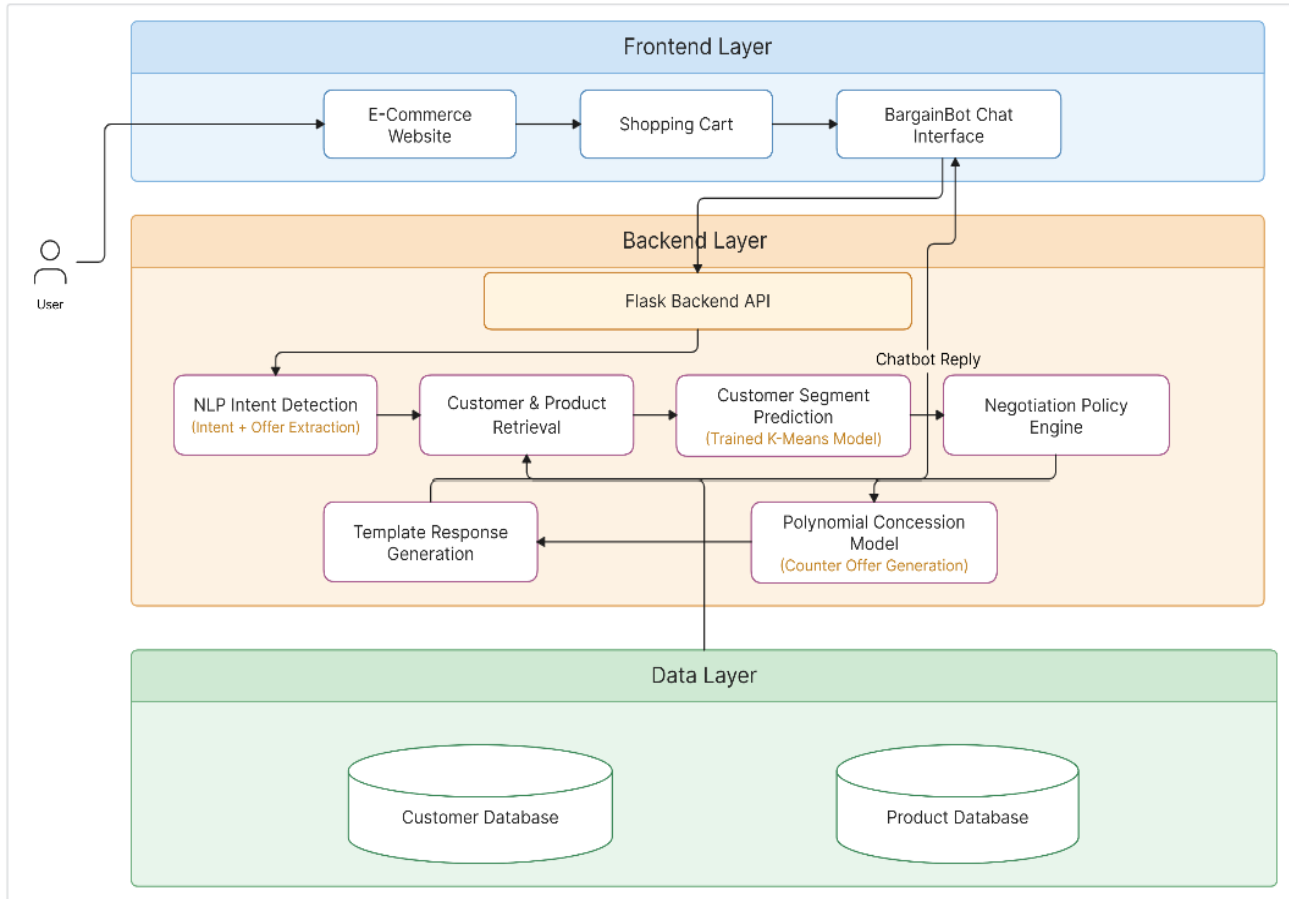 Frontend Layer
E-Commerce
Website
Shopping Cart
BargainBot Chat
Interface
User
Backend Layer
Flask Backend API
Chatbot Reply
NLP Intent Detection
(Intent + Offer Extraction)
Customer & Product
Retrieval
Customer Segment
Prediction
(Trained K-Means Model)
Negotiation Policy
Engine
Template Response
Generation
Polynomial Concession
Model
(Counter Offer Generation)
Data Layer
Customer Database
Product Database